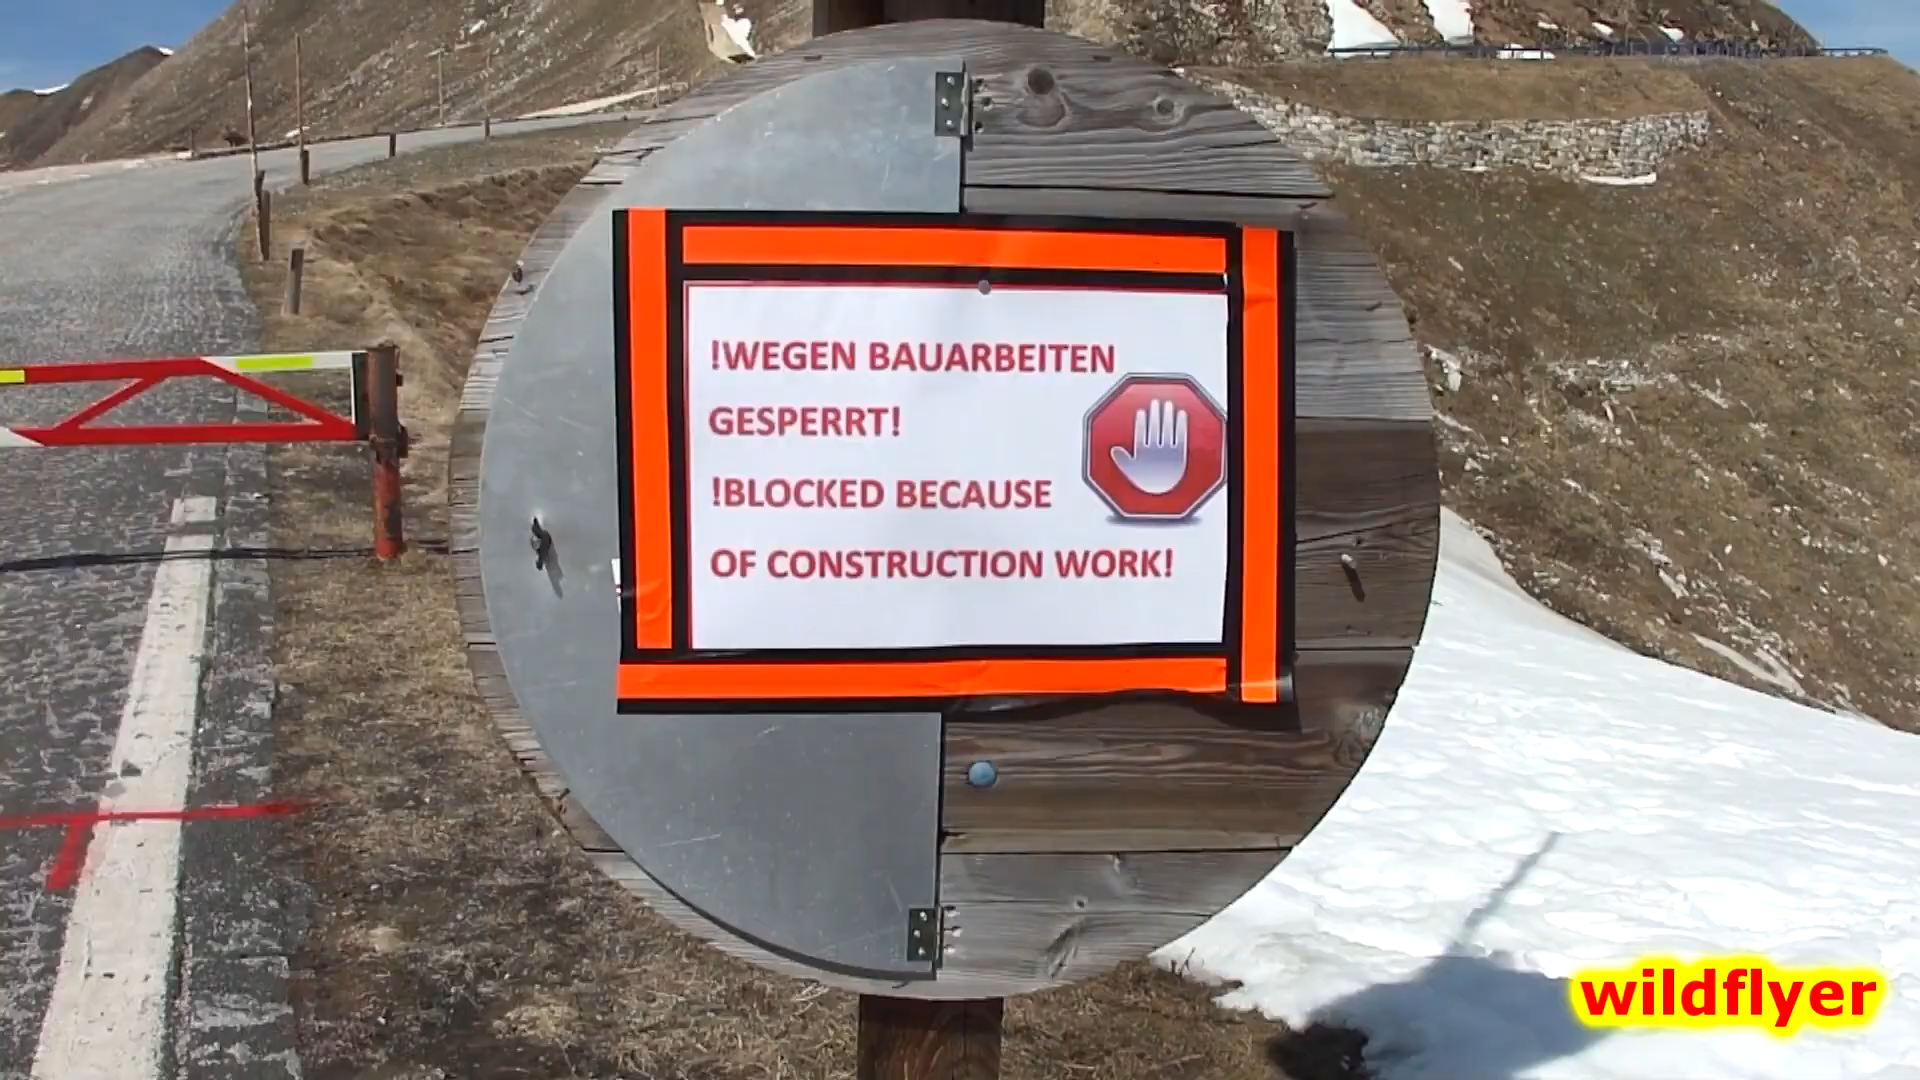 !WEGEN BAUARBEITEN
GESPERRT!
!BLOCKED BECAUSE
OF CONSTRUCTION WORK!
wildflyer